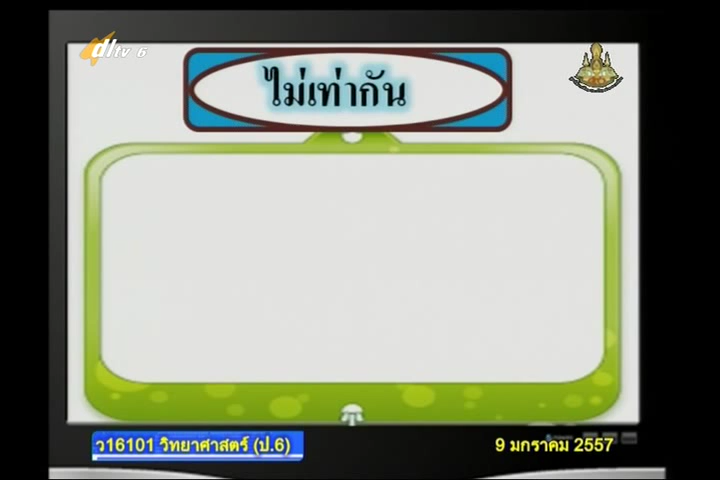 dltv 6
ไม่เท่ากัน
ว16101 วิทยาศาสตร์ (ป.6)
9 มกราคม 2557